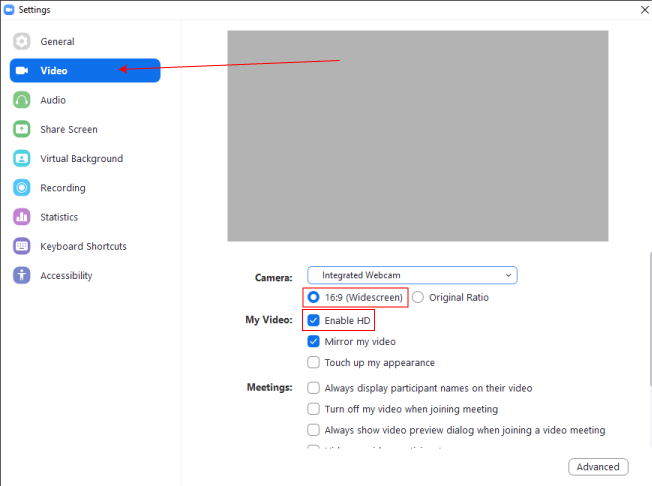 Settings
General
Video
Audio
Share Screen
Virtual Background
Recording
Statistics
Keyboard Shortcuts
Accessibility
Camera: Integrated Webcam
16:9 (Widescreen) Original Ratio
My Video: Enable HD
Mirror my video
Touch up my appearance
Meetings: Always display participant names on their video
Turn off my video when joining meeting
Always show video preview dialog when joining a video meeting
Advanced